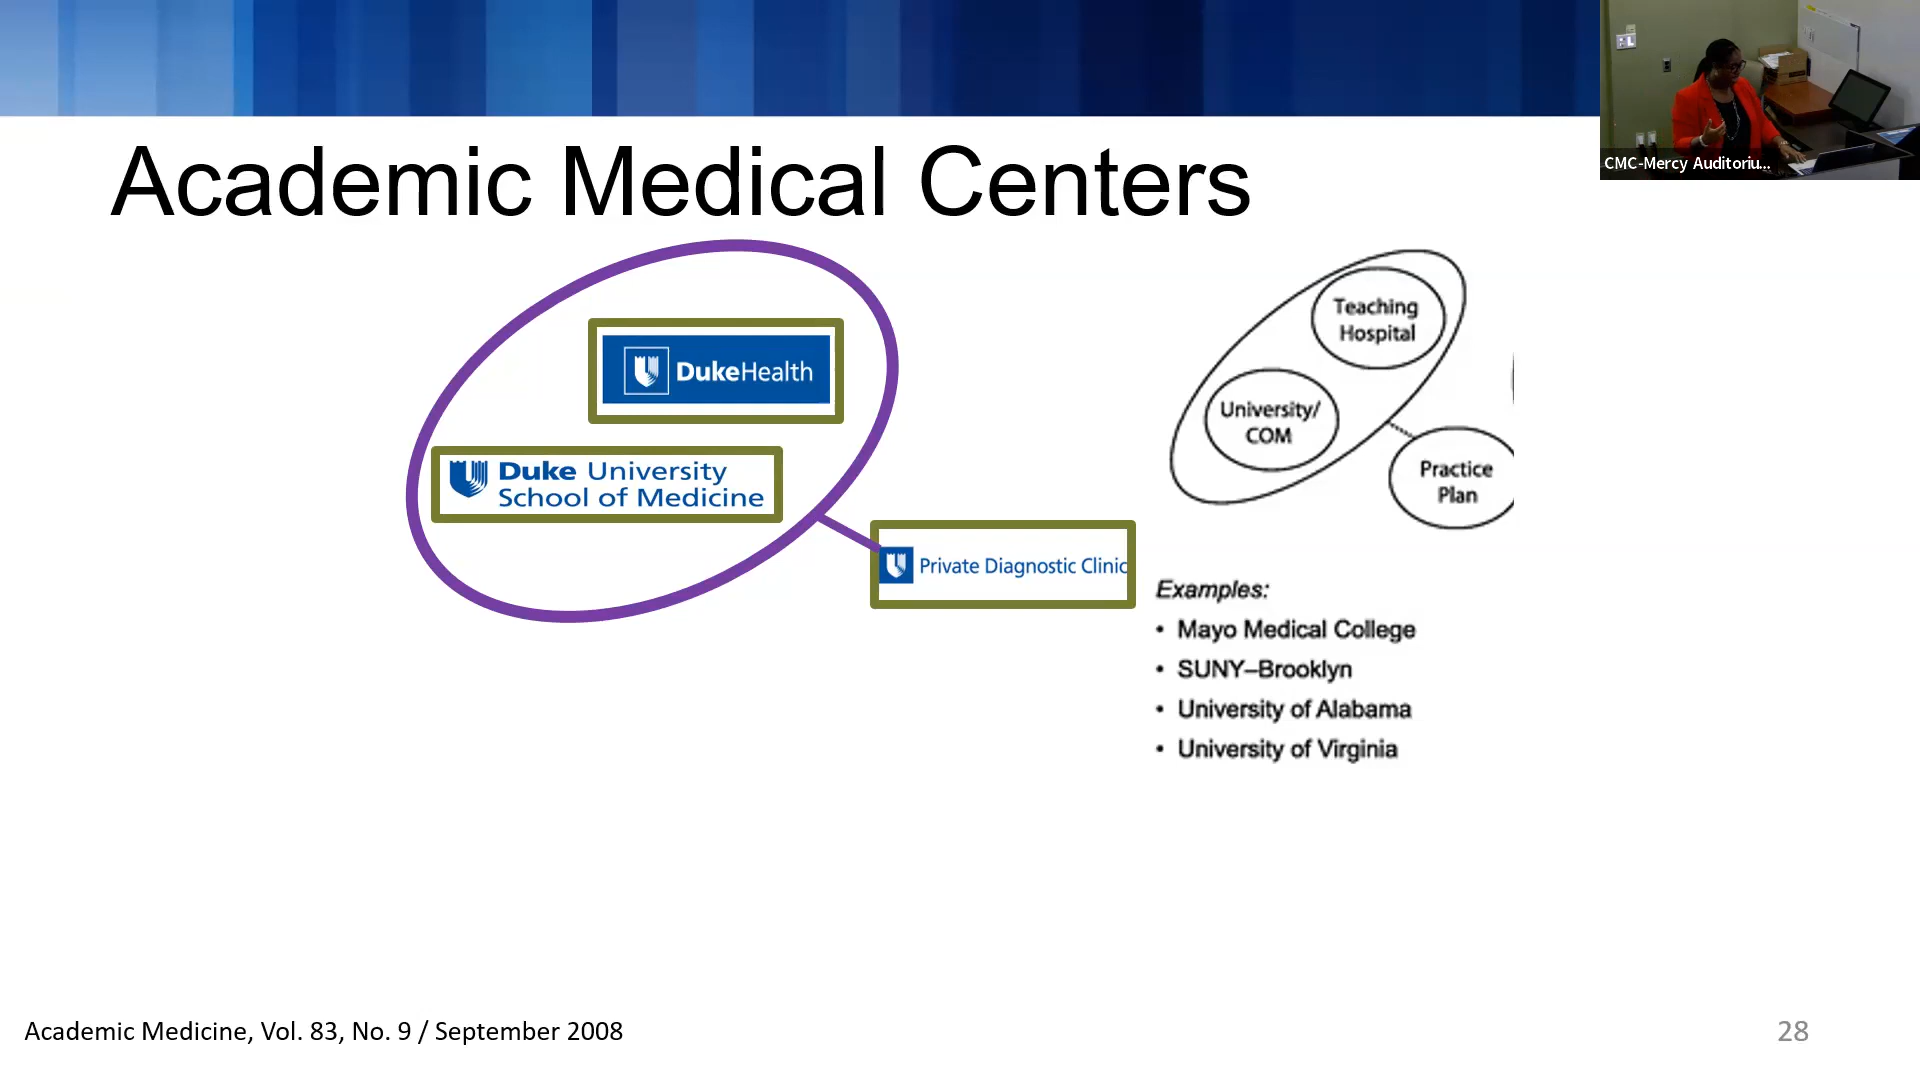 CMC-Mercy Auditoriu...
Academic Medical Centers
DukeHealth
Duke University
School of Medicine
Private Diagnostic Clinic
Teaching
Hospital
University/
COM
Practice
Plan
Examples:
• Mayo Medical College
• SUNY–Brooklyn
• University of Alabama
• University of Virginia
Academic Medicine, Vol. 83, No. 9 / September 2008
28